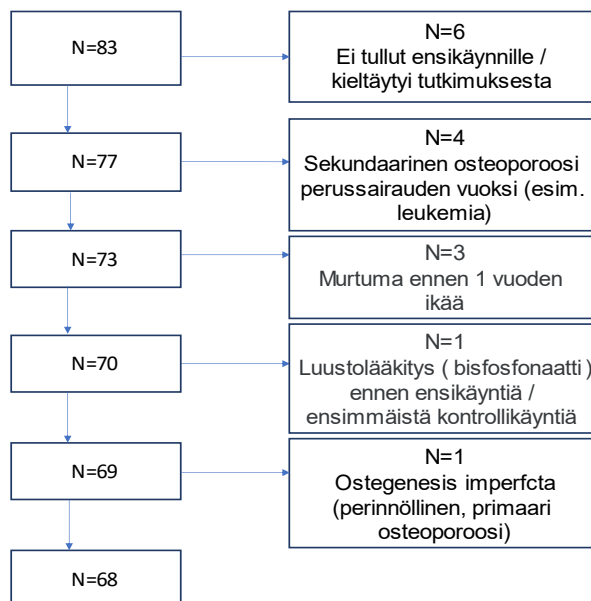 N=83
N=6
Ei tullut ensikäynnille /
kieltäytyi tutkimuksesta
N=77
N=4
Sekundaarinen osteoporoosi
perussairauden vuoksi (esim.
leukemia)
N=73
N=3
Murtuma ennen 1 vuoden
ikää
N=70
N=1
Luustolääkitys ( bisfosfonaatti )
ennen ensikäyntiä /
ensimmäistä kontrollikäyntiä
N=69
N=1
Ostegenesis imperfcta
(perinnöllinen, primaari
osteoporoosi)
N=68